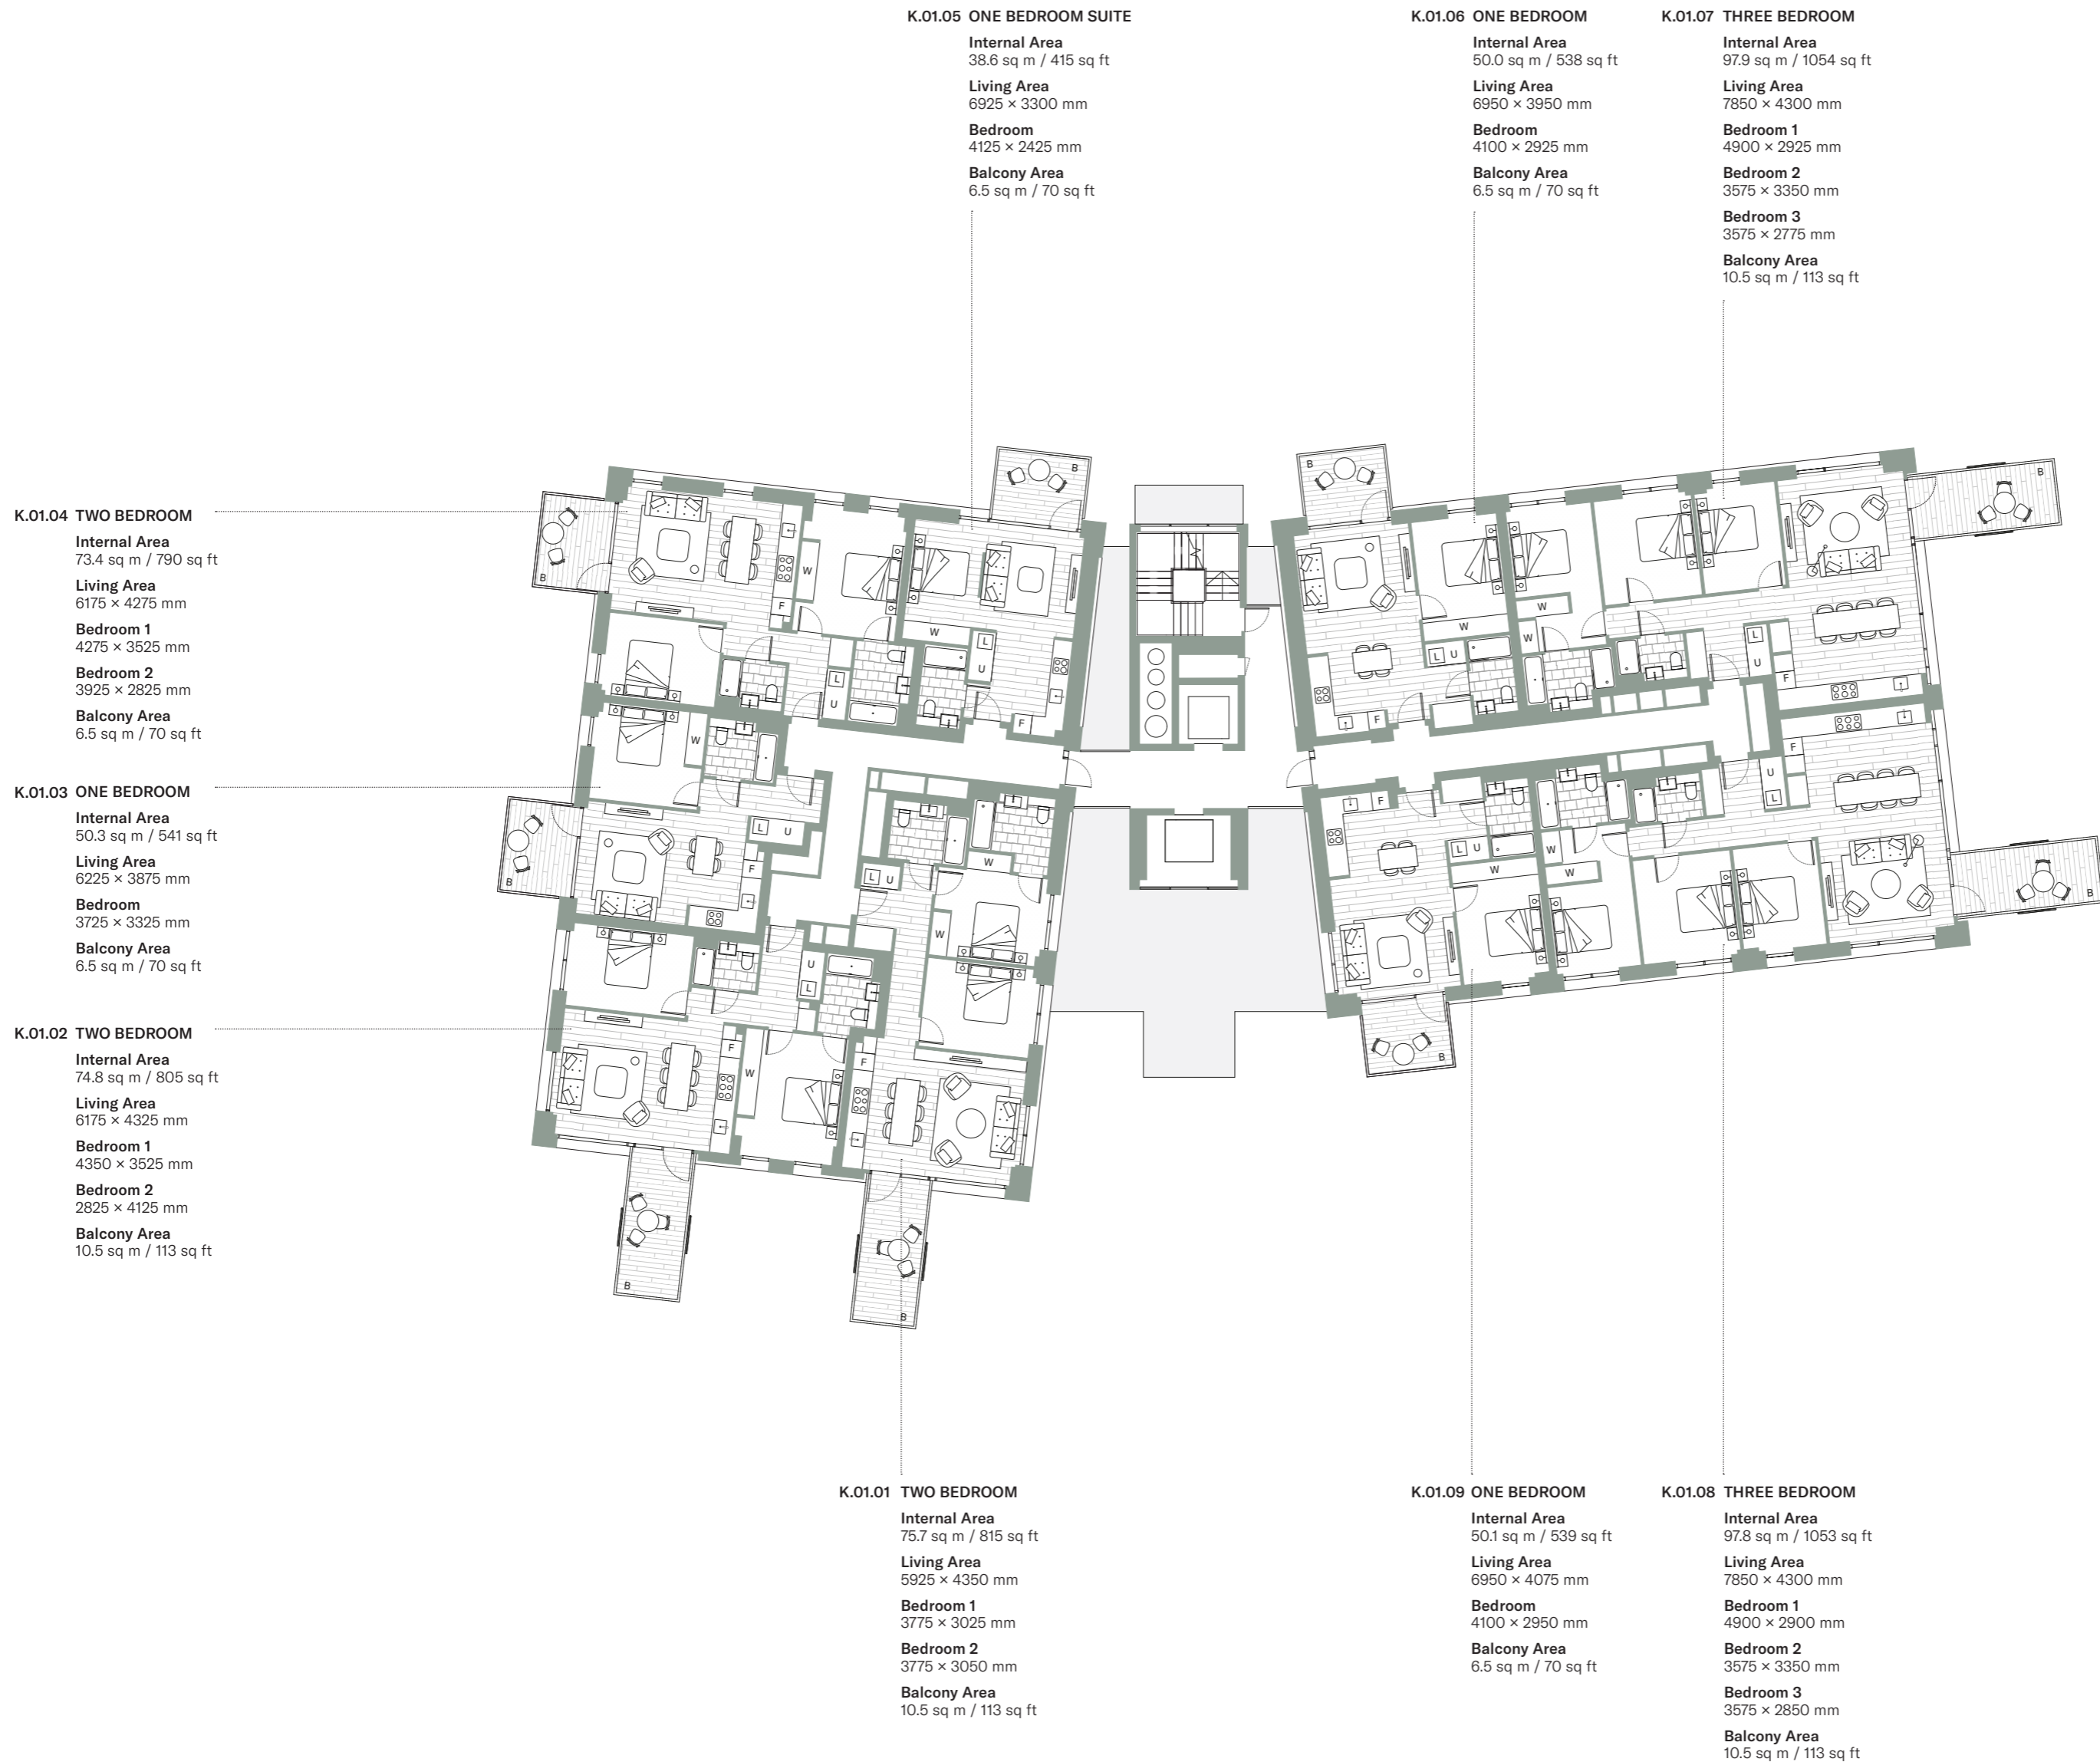 K.01.05 ONE BEDROOM SUITE
Internal Area
38.6 sq m / 415 sq ft
Living Area
6925 × 3300 mm
Bedroom
4125 × 2425 mm
Balcony Area
6.5 sq m / 70 sq ft
K.01.06 ONE BEDROOM
Internal Area
50.0 sq m / 538 sq ft
Living Area
6950 × 3950 mm
Bedroom
4100 × 2925 mm
Balcony Area
6.5 sq m / 70 sq ft
K.01.07 THREE BEDROOM
Internal Area
97.9 sq m / 1054 sq ft
Living Area
7850 × 4300 mm
Bedroom 1
4900 × 2925 mm
Bedroom 2
3575 × 3350 mm
Bedroom 3
3575 × 2775 mm
Balcony Area
10.5 sq m / 113 sq ft
K.01.04 TWO BEDROOM
Internal Area
73.4 sq m / 790 sq ft
Living Area
6175 × 4275 mm
Bedroom 1
4275 × 3525 mm
Bedroom 2
3925 × 2825 mm
Balcony Area
6.5 sq m / 70 sq ft
K.01.03 ONE BEDROOM
Internal Area
50.3 sq m / 541 sq ft
Living Area
6225 × 3875 mm
Bedroom
3725 × 3325 mm
Balcony Area
6.5 sq m / 70 sq ft
K.01.02 TWO BEDROOM
Internal Area
74.8 sq m / 805 sq ft
Living Area
6175 × 4325 mm
Bedroom 1
4350 × 3525 mm
Bedroom 2
2825 × 4125 mm
Balcony Area
10.5 sq m / 113 sq ft
B
W
F
L
U
B
W
L
U
F
B
W
L U
F
W
W
B
L
U
F
W
L U
F
B
F
U
L
B
F
L U
W
W
W
B
W
L U
W
U
L
F
W
B
F
B
K.01.01 TWO BEDROOM
Internal Area
75.7 sq m / 815 sq ft
Living Area
5925 × 4350 mm
Bedroom 1
3775 × 3025 mm
Bedroom 2
3775 × 3050 mm
Balcony Area
10.5 sq m / 113 sq ft
K.01.09 ONE BEDROOM
Internal Area
50.1 sq m / 539 sq ft
Living Area
6950 × 4075 mm
Bedroom
4100 × 2950 mm
Balcony Area
6.5 sq m / 70 sq ft
K.01.08 THREE BEDROOM
Internal Area
97.8 sq m / 1053 sq ft
Living Area
7850 × 4300 mm
Bedroom 1
4900 × 2900 mm
Bedroom 2
3575 × 3350 mm
Bedroom 3
3575 × 2850 mm
Balcony Area
10.5 sq m / 113 sq ft